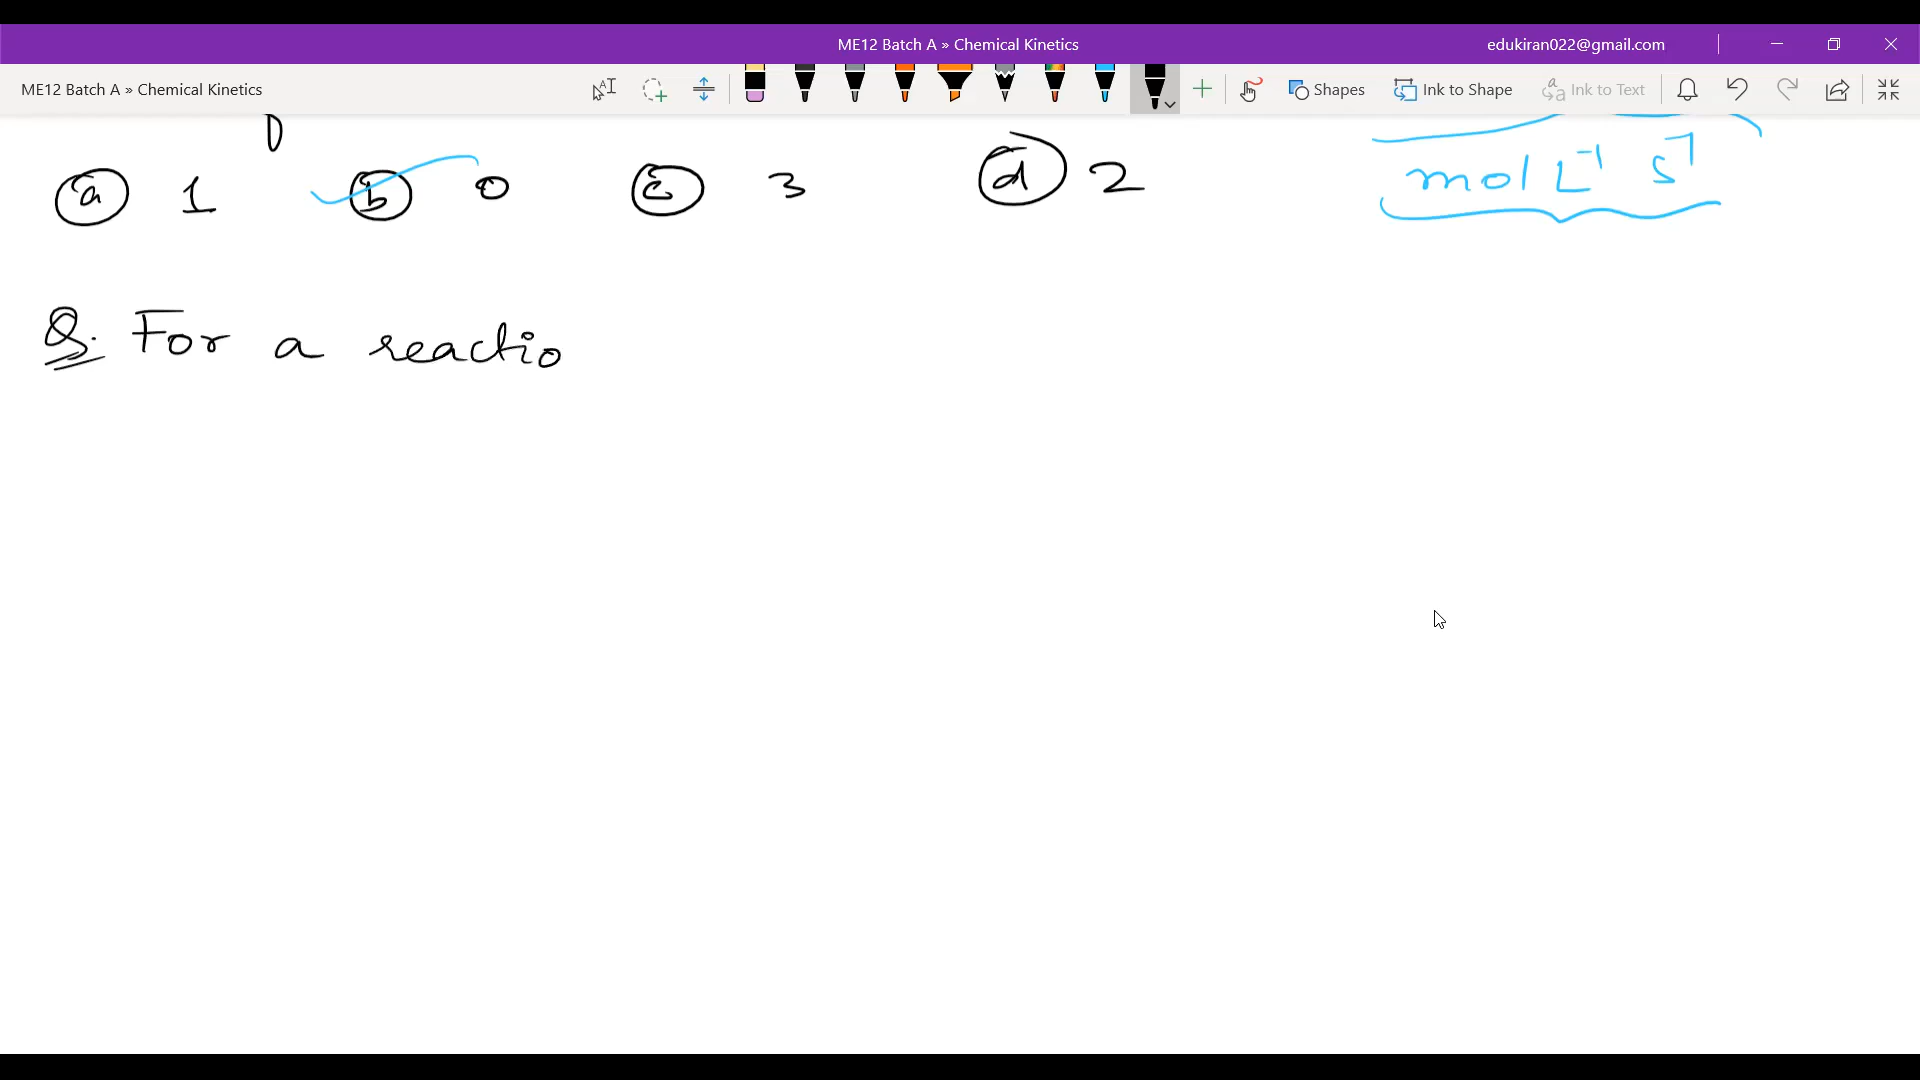 ME12 Batch A » Chemical Kinetics edukiran022@gmail.com
ME12 Batch A » Chemical Kinetics Shapes Ink to Shape Ink to Text
mol L⁻¹ s⁻¹
(a) 1 (b) 0 (c) 3 (d) 2
Q. For a reactio